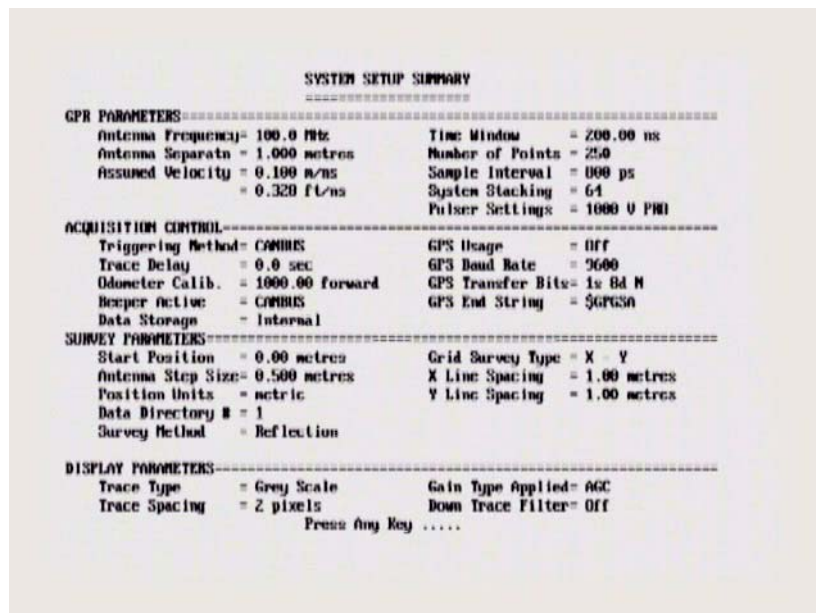 SYSTEM SETUP SUMMARY
====================
GPR PARAMETERS
Antenna Frequency= 100.0 MHz Time Window = 200.00 ns
Antenna Separatn = 1.000 metres Number of Points = 250
Assumed Velocity = 0.100 m/ns Sample Interval = 800 ps
= 0.328 ft/ns System Stacking = 64
Pulser Settings = 1000 V PRO
ACQUISITION CONTROL
Triggering Method= CANBUS GPS Usage = Off
Trace Delay = 0.0 sec GPS Baud Rate = 9600
Odometer Calib. = 1000.00 forward GPS Transfer Bits= 1s 8d N
Beeper Active = CANBUS GPS End String = $GPGSA
Data Storage = Internal
SURVEY PARAMETERS
Start Position = 0.00 metres Grid Survey Type = X - Y
Antenna Step Size= 0.500 metres X Line Spacing = 1.00 metres
Position Units = metric Y Line Spacing = 1.00 metres
Data Directory # = 1
Survey Method = Reflection
DISPLAY PARAMETERS
Trace Type = Grey Scale Gain Type Applied= AGC
Trace Spacing = 2 pixels Down Trace Filter= Off
Press Any Key .....